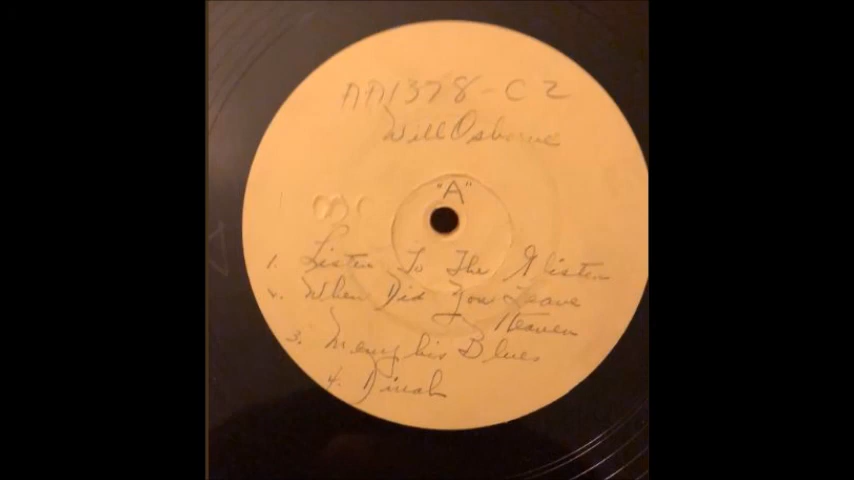 AA1378-C2
Will Osborne
"A"
1. Listen To The Glisten
2. When Did You Leave
Heaven
3. Memphis Blues
4. Dinah